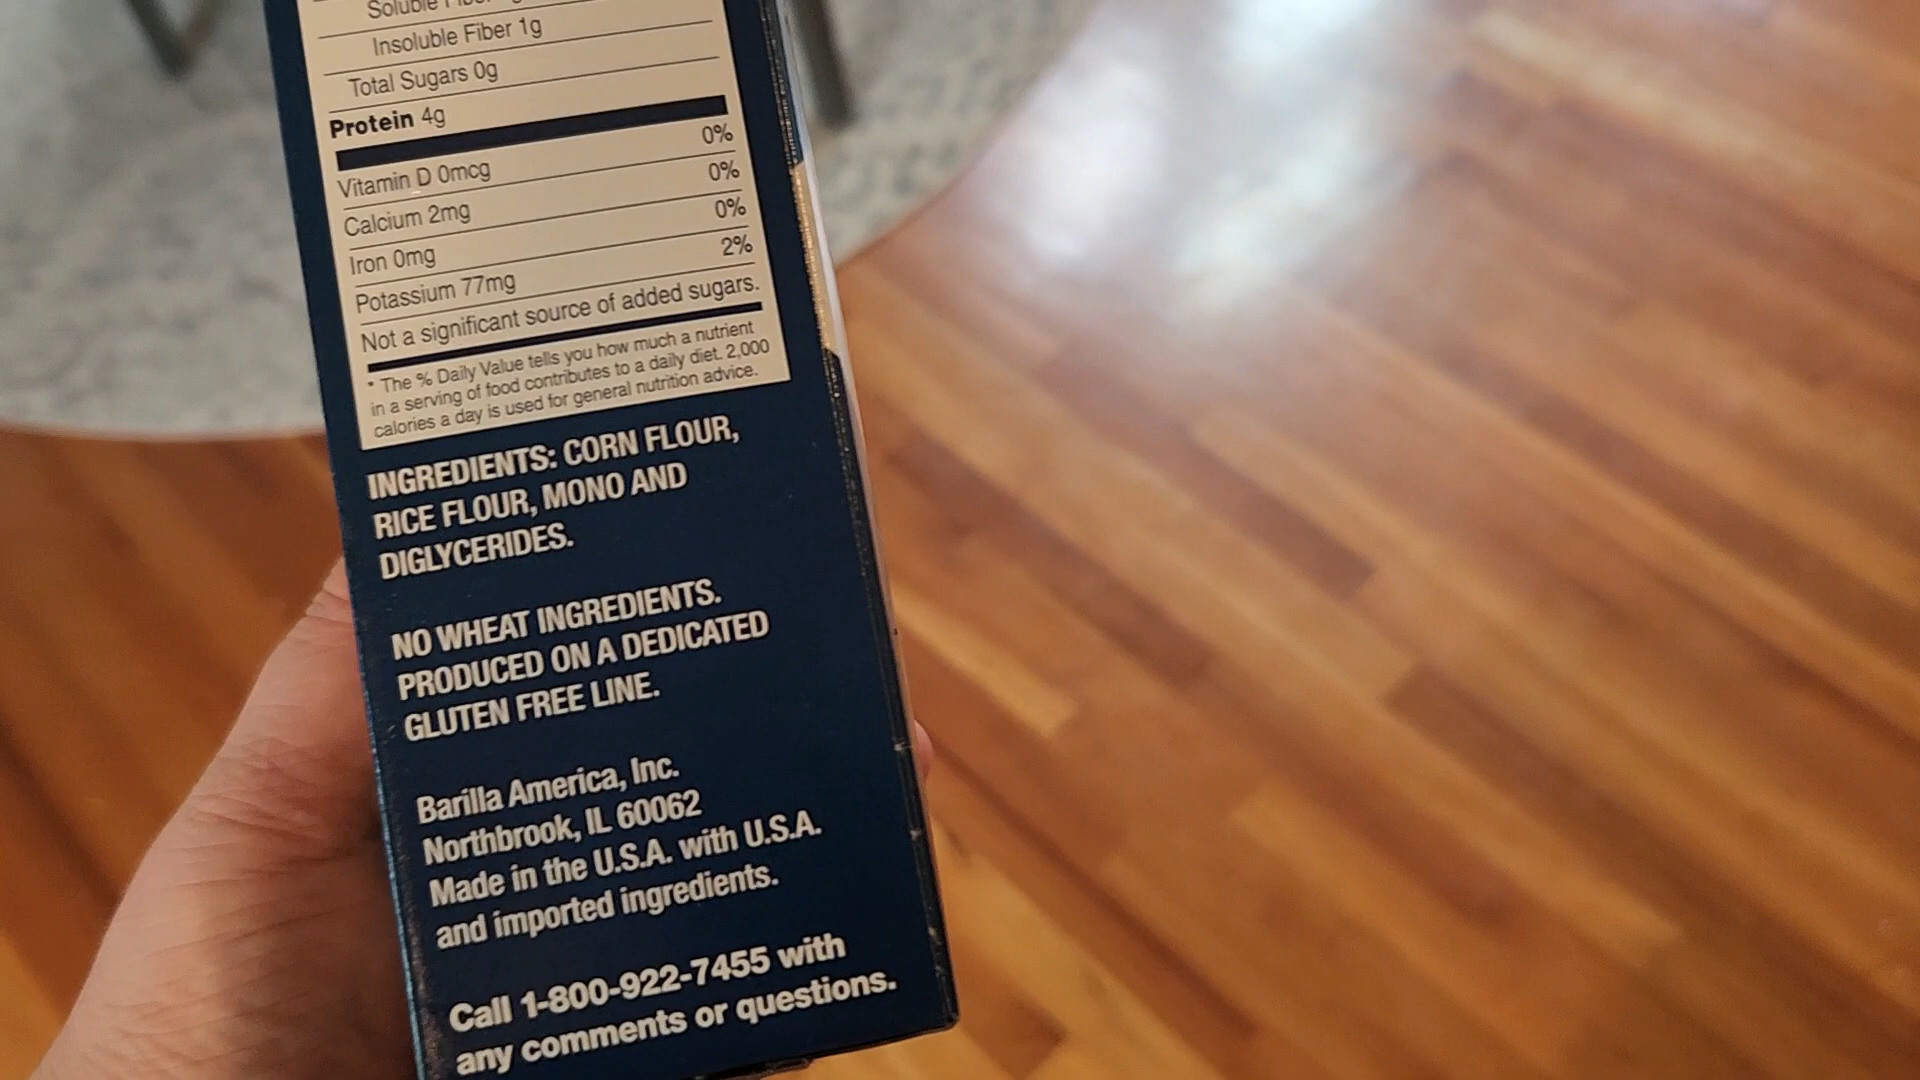 Soluble Fiber
Insoluble Fiber 1g
Total Sugars 0g
Protein 4g
Vitamin D 0mcg 0%
Calcium 2mg 0%
Iron 0mg 0%
Potassium 77mg 2%
Not a significant source of added sugars.
* The % Daily Value tells you how much a nutrient
in a serving of food contributes to a daily diet. 2,000
calories a day is used for general nutrition advice.
INGREDIENTS: CORN FLOUR,
RICE FLOUR, MONO AND
DIGLYCERIDES.
NO WHEAT INGREDIENTS.
PRODUCED ON A DEDICATED
GLUTEN FREE LINE.
Barilla America, Inc.
Northbrook, IL 60062
Made in the U.S.A. with U.S.A.
and imported ingredients.
Call 1-800-922-7455 with
any comments or questions.